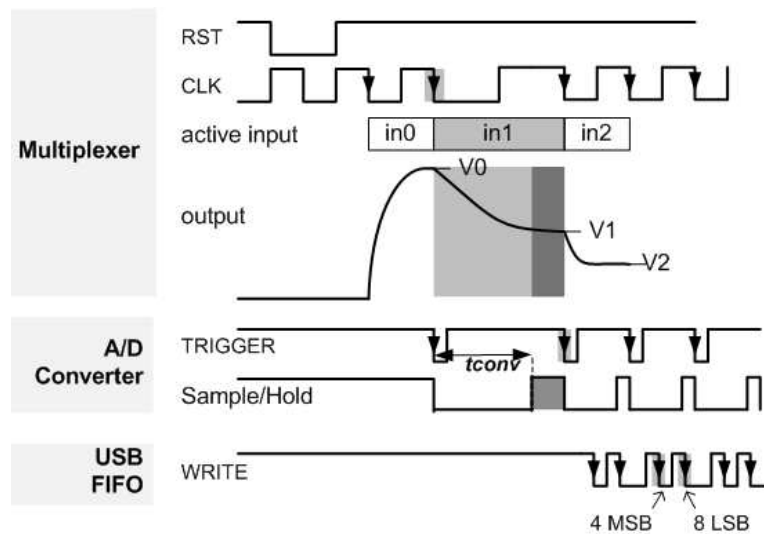 RST
CLK
Multiplexer
active input
in0 in1 in2
V0
output
V1
V2
A/D
Converter
TRIGGER
tconv
Sample/Hold
USB
FIFO
WRITE
4 MSB 8 LSB